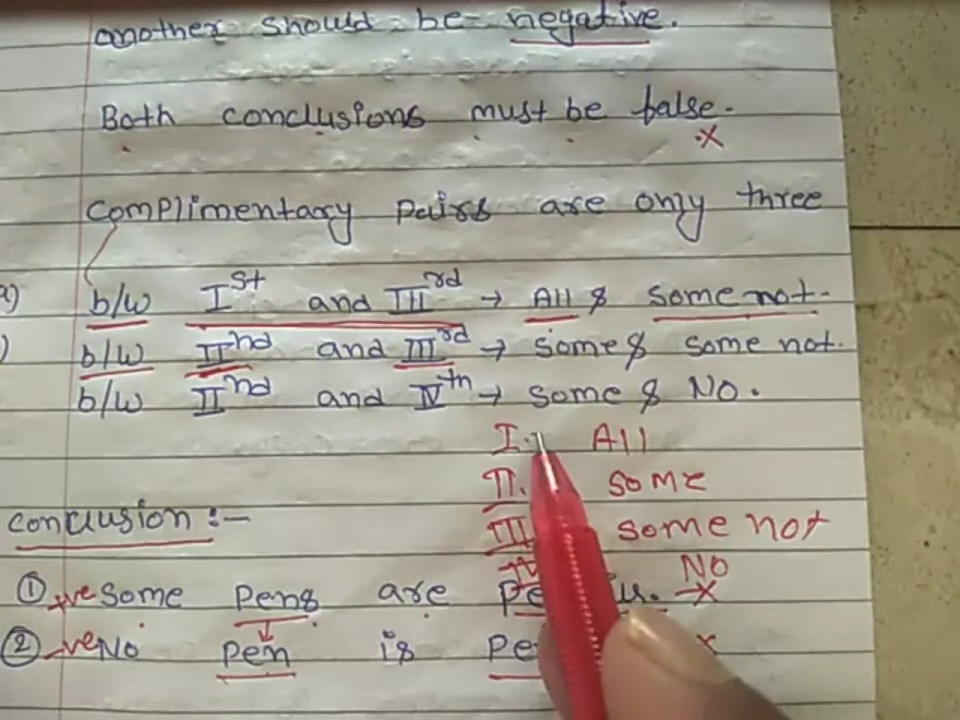 another should be negative.
Both conclusions must be false. x
Complimentary pairs are only three
a) b/w Ist and IIIrd → All & some not.
) b/w IInd and IIIrd → some & some not.
b/w IInd and IVth → some & No.
I. All
II. some
III some not
IV No
Conclusion :-
① +ve Some pens are x
② -ve No pen is x